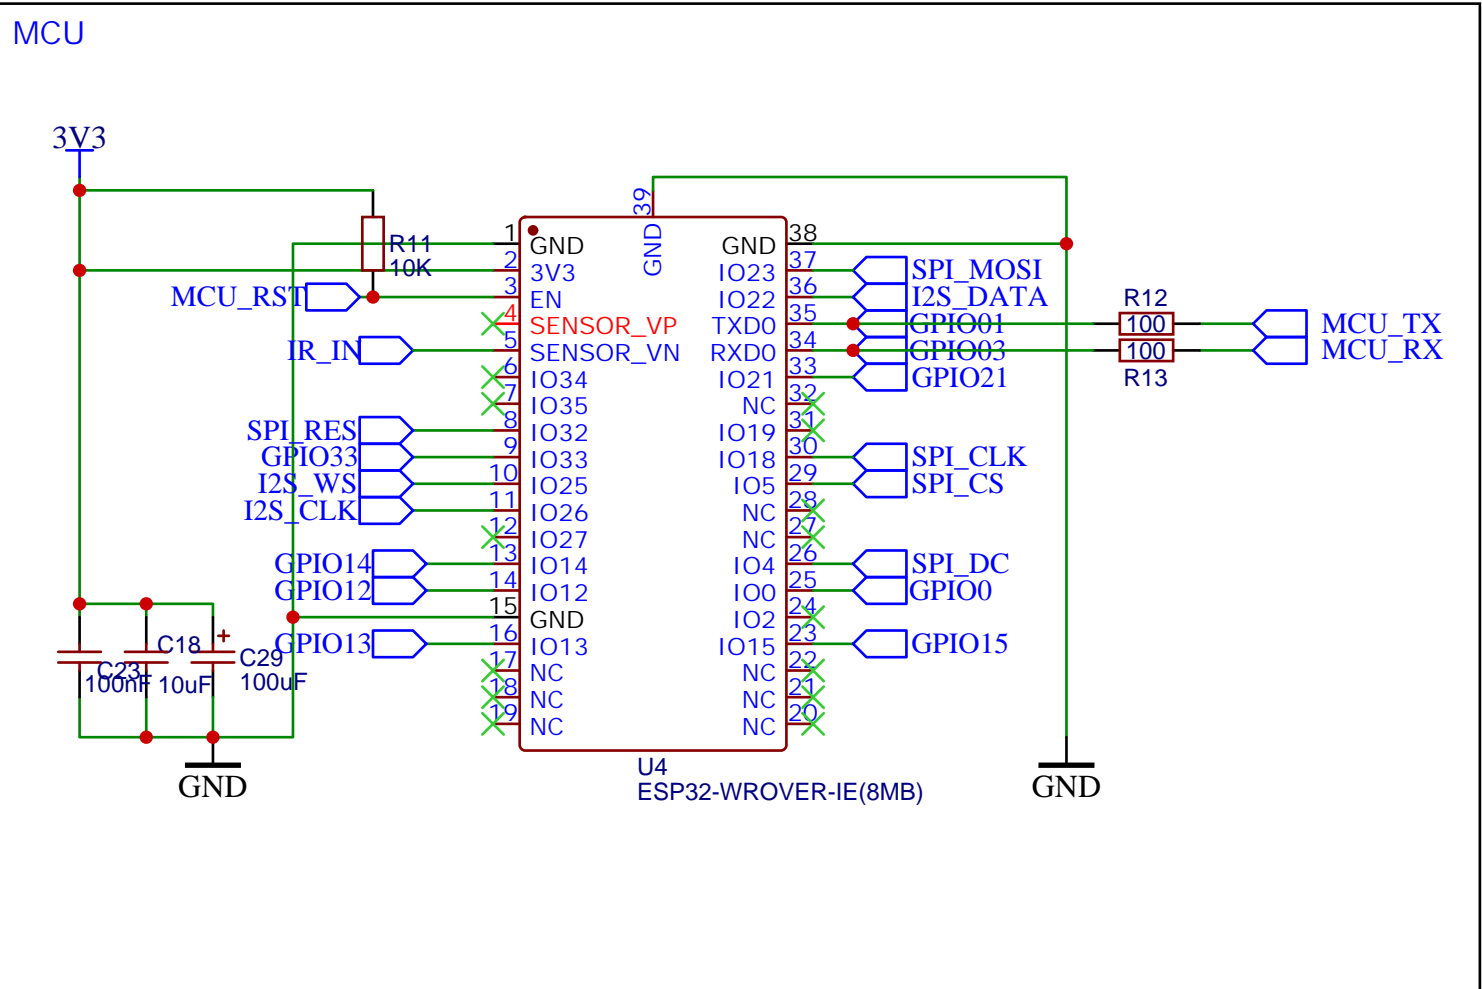 MCU
3V3
R11
10K
MCU_RST
IR_IN
SPI_RES
GPIO33
I2S_WS
I2S_CLK
GPIO14
GPIO12
GPIO13
C23
100nF
C18
10uF
+
C29
100uF
GND
39
GND
1 GND
2 3V3
3 EN
4 SENSOR_VP
5 SENSOR_VN
6 IO34
7 IO35
8 IO32
9 IO33
10 IO25
11 IO26
12 IO27
13 IO14
14 IO12
15 GND
16 IO13
17 NC
18 NC
19 NC
GND 38
IO23 37 SPI_MOSI
IO22 36 I2S_DATA
TXD0 35 GPIO01
RXD0 34 GPIO03
IO21 33 GPIO21
NC 32
IO19 31
IO18 30 SPI_CLK
IO5 29 SPI_CS
NC 28
NC 27
IO4 26 SPI_DC
IO0 25 GPIO0
IO2 24
IO15 23 GPIO15
NC 22
NC 21
NC 20
U4
ESP32-WROVER-IE(8MB)
R12
100 MCU_TX
100 MCU_RX
R13
GND